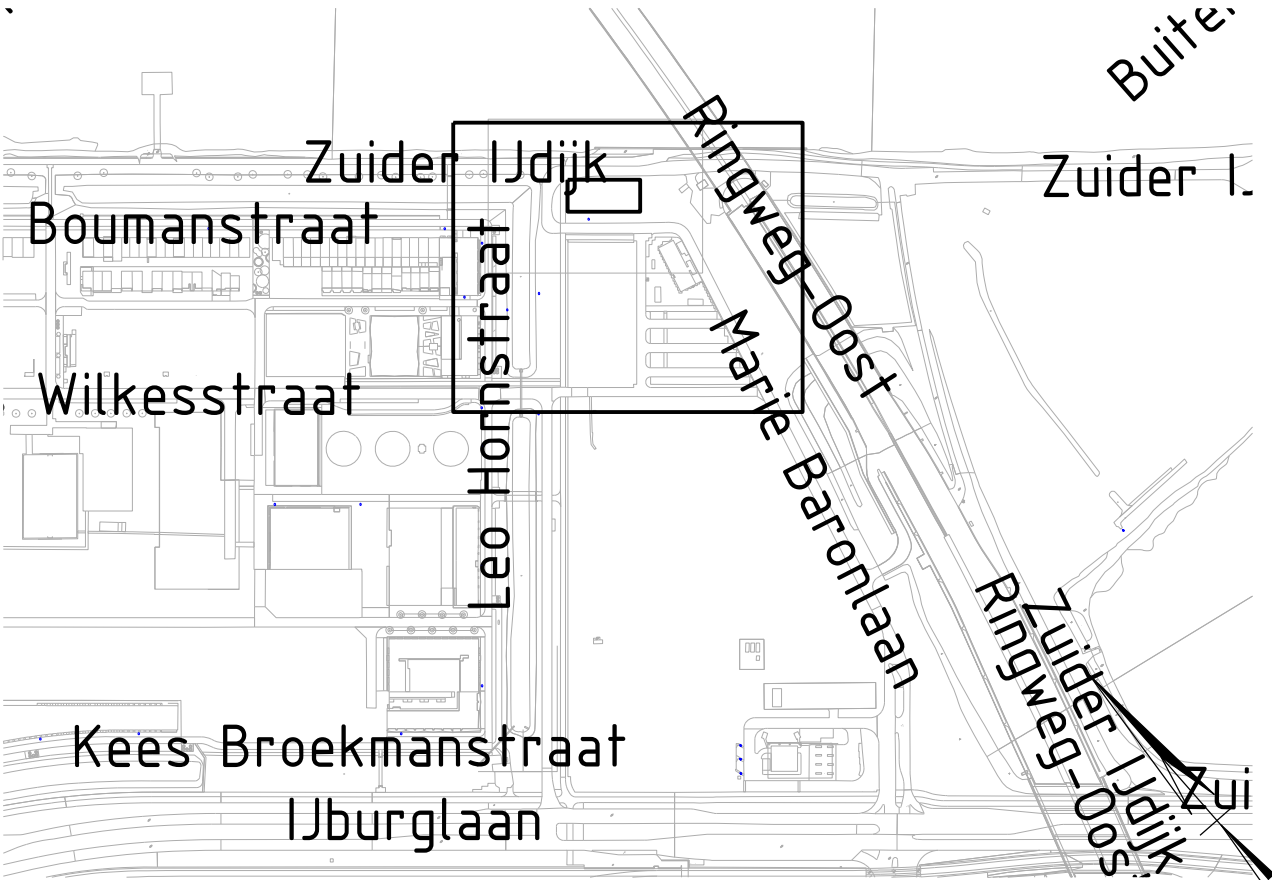 Zuider IJdijk
Boumanstraat
Wilkesstraat
Leo Hornstraat
Ringweg-Oost
Marie Baronlaan
Zuider
Ringweg-Oost
Zuider IJdijk
Kees Broekmanstraat
IJburglaan